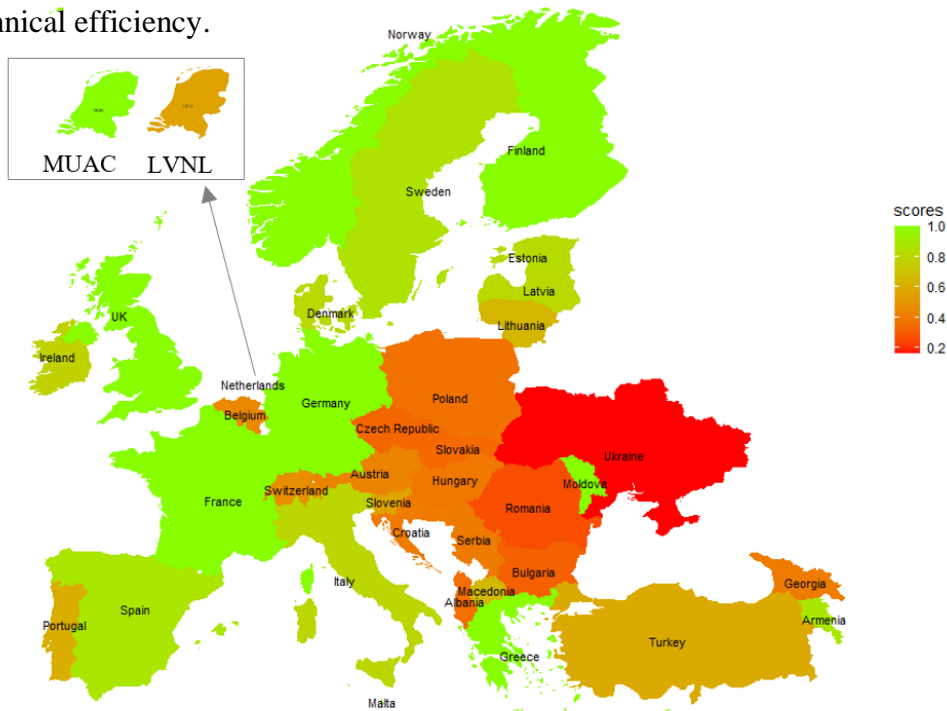 nnical efficiency.
Norway
MUAC LVNL
Finland
Sweden
scores
1.0
0.8
0.6
0.4
0.2
Estonia
Latvia
Denmark
Lithuania
UK
Ireland
Netherlands
Belgium
Germany
Poland
Czech Republic
Slovakia
Ukraine
Austria
Hungary
Moldova
Switzerland
France
Slovenia
Romania
Croatia
Serbia
Italy
Bulgaria
Georgia
Macedonia
Albania
Spain
Portugal
Armenia
Turkey
Greece
Malta